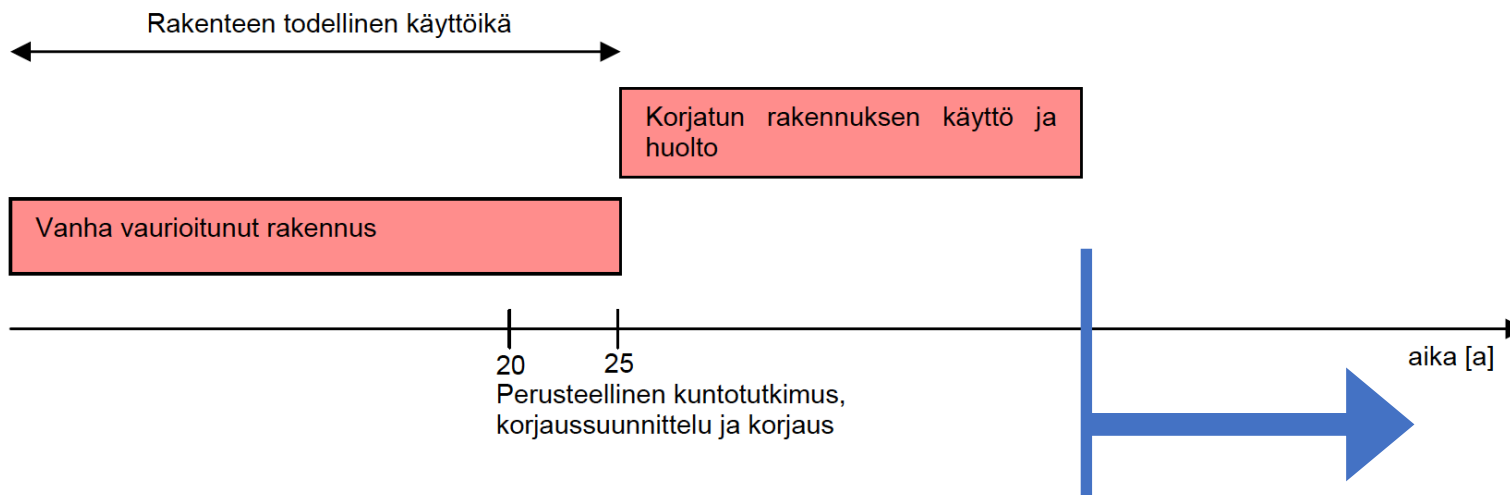 Rakenteen todellinen käyttöikä
Korjatun rakennuksen käyttö ja
huolto
Vanha vaurioitunut rakennus
20
25
aika [a]
Perusteellinen kuntotutkimus,
korjaussuunnittelu ja korjaus